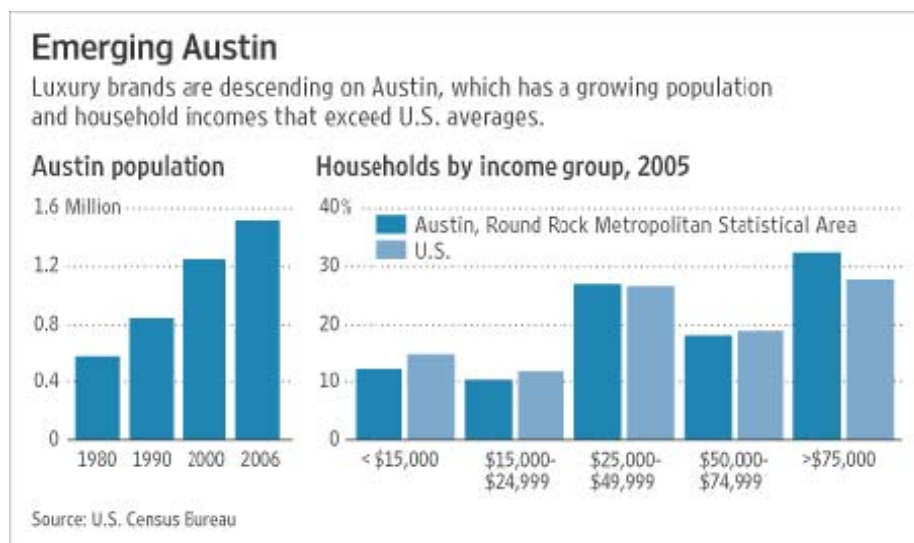 Emerging Austin
Luxury brands are descending on Austin, which has a growing population
and household incomes that exceed U.S. averages.
Austin population
1.6 Million
1.2
0.8
0.4
0
1980 1990 2000 2006
Households by income group, 2005
40%
Austin, Round Rock Metropolitan Statistical Area
U.S.
30
20
10
0
< $15,000
$15,000-
$24,999
$25,000-
$49,999
$50,000-
$74,999
>$75,000
Source: U.S. Census Bureau